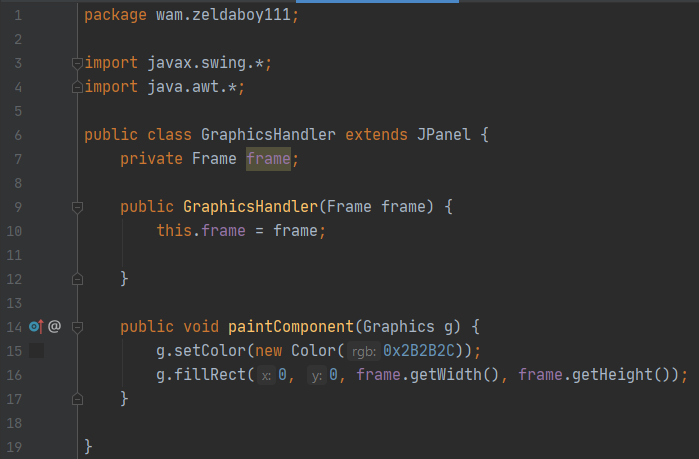 1 package wam.zeldaboy111;
2
3 import javax.swing.*;
4 import java.awt.*;
5
6 public class GraphicsHandler extends JPanel {
7     private Frame frame;
8
9     public GraphicsHandler(Frame frame) {
10         this.frame = frame;
11
12     }
13
14 @    public void paintComponent(Graphics g) {
15         g.setColor(new Color( rgb: 0x2B2B2C));
16         g.fillRect( x: 0, y: 0, frame.getWidth(), frame.getHeight());
17     }
18
19 }